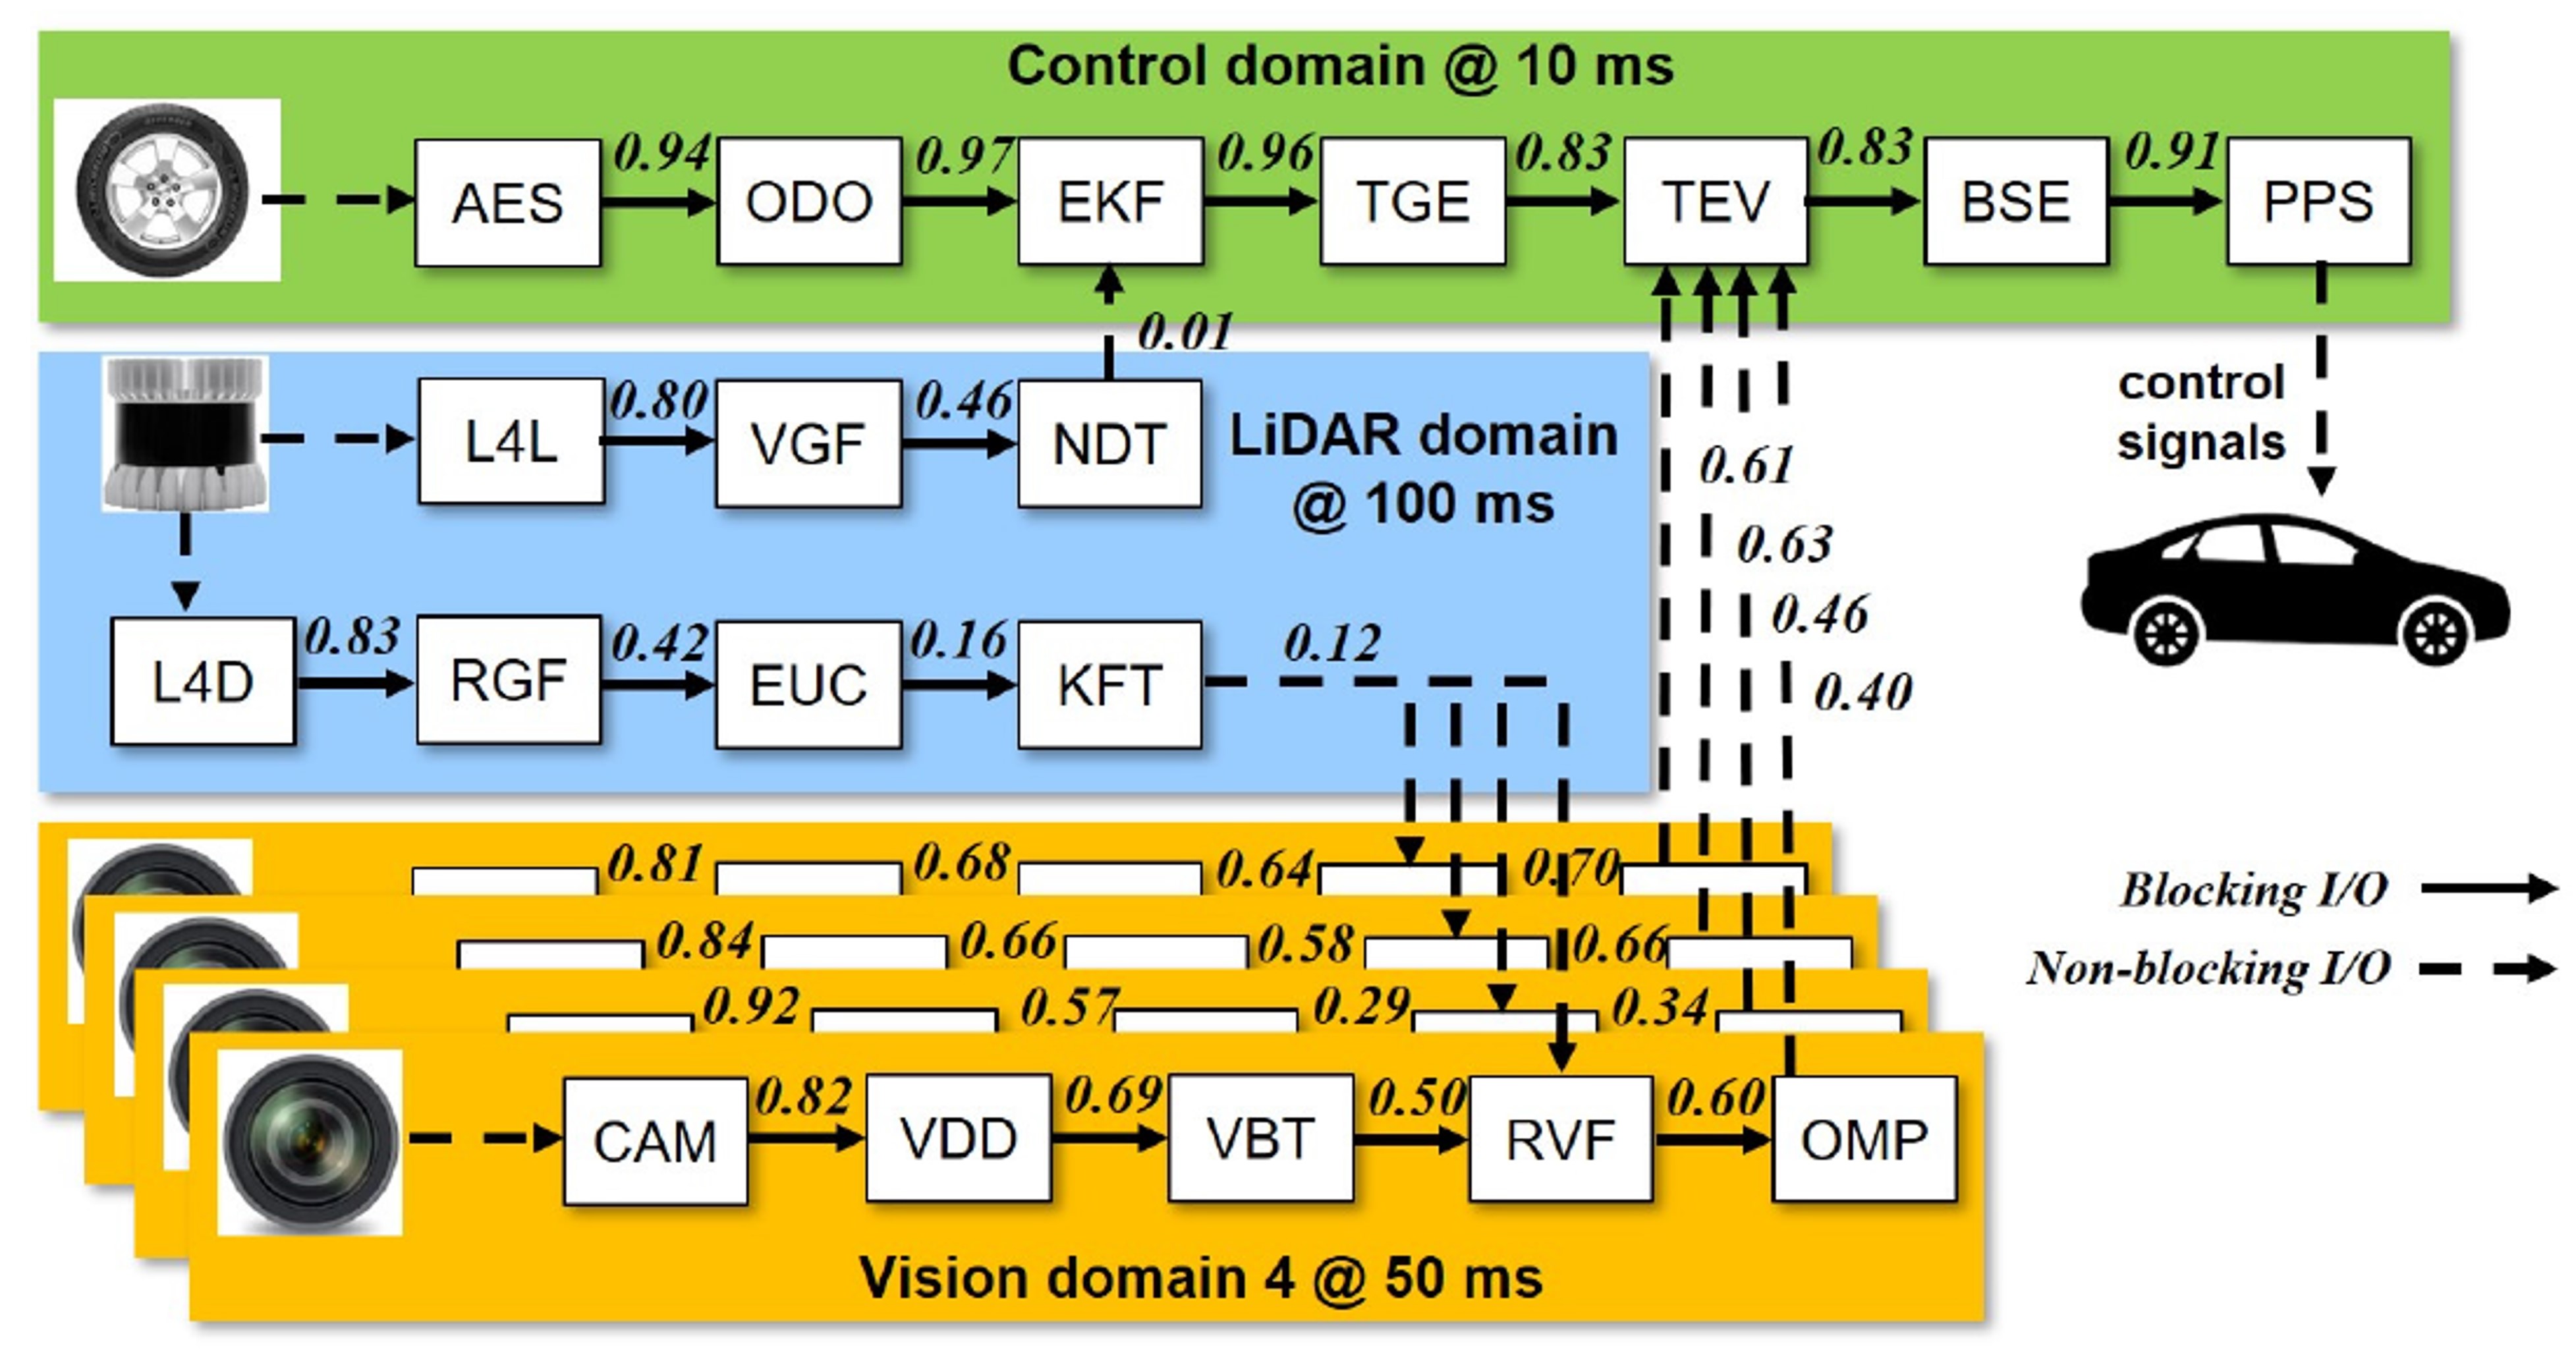 Control domain @ 10 ms
0.94 0.97 0.96 0.83 0.83 0.91
AES ODO EKF TGE TEV BSE PPS
0.01
0.80 0.46
L4L VGF NDT
LiDAR domain
@ 100 ms
control
signals
0.61
0.63
0.46
0.40
0.83 0.42 0.16 0.12
L4D RGF EUC KFT
0.81 0.68 0.64 0.70
0.84 0.66 0.58 0.66
0.92 0.57 0.29 0.34
0.82 0.69 0.50 0.60
CAM VDD VBT RVF OMP
Vision domain 4 @ 50 ms
Blocking I/O
Non-blocking I/O